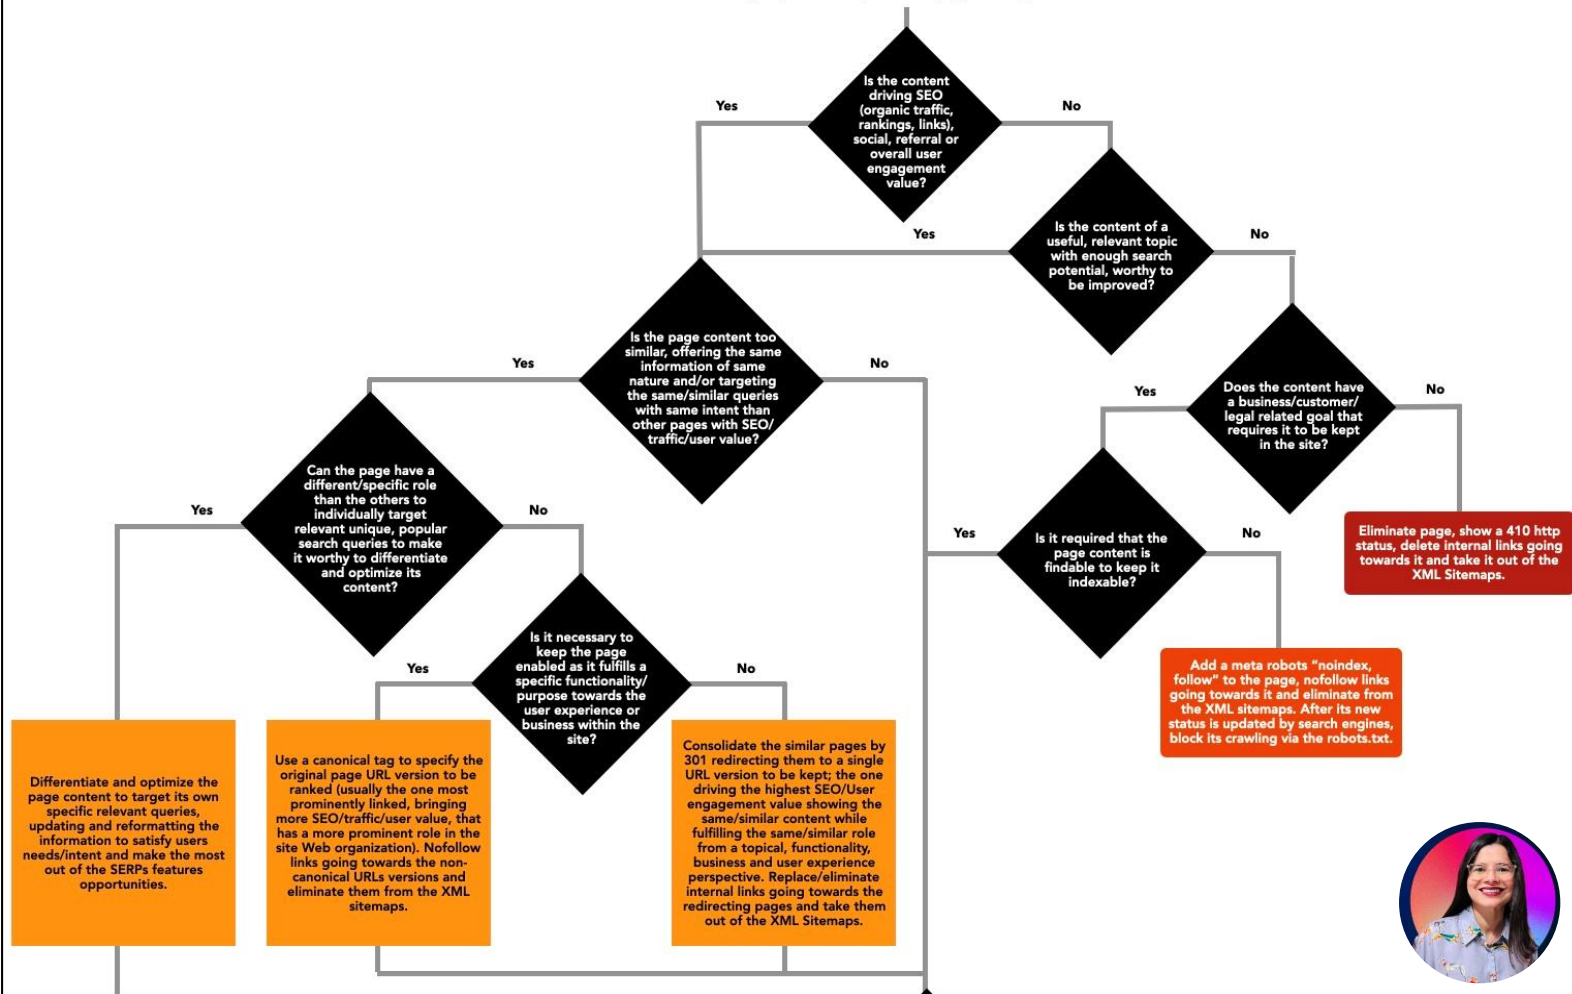 Is the content
driving SEO
(organic traffic,
rankings, links),
social, referral or
overall user
engagement
value?
Yes
No
Is the content of a
useful, relevant topic
with enough search
potential, worthy to
be improved?
Yes
No
Is the page content too
similar, offering the same
information of same
nature and/or targeting
the same/similar queries
with same intent than
other pages with SEO/
traffic/user value?
Yes
No
Does the content have
a business/customer/
legal related goal that
requires it to be kept
in the site?
Yes
No
Can the page have a
different/specific role
than the others to
individually target
relevant unique, popular
search queries to make
it worthy to differentiate
and optimize its
content?
Yes
No
Is it required that the
page content is
findable to keep it
indexable?
Yes
No
Eliminate page, show a 410 http
status, delete internal links going
towards it and take it out of the
XML Sitemaps.
Is it necessary to
keep the page
enabled as it fulfills a
specific functionality/
purpose towards the
user experience or
business within the
site?
Yes
No
Add a meta robots "noindex,
follow" to the page, nofollow links
going towards it and eliminate from
the XML sitemaps. After its new
status is updated by search engines,
block its crawling via the robots.txt.
Differentiate and optimize the
page content to target its own
specific relevant queries,
updating and reformatting the
information to satisfy users
needs/intent and make the most
out of the SERPs features
opportunities.
Use a canonical tag to specify the
original page URL version to be
ranked (usually the one most
prominently linked, bringing
more SEO/traffic/user value, that
has a more prominent role in the
site Web organization). Nofollow
links going towards the non-
canonical URLs versions and
eliminate them from the XML
sitemaps.
Consolidate the similar pages by
301 redirecting them to a single
URL version to be kept; the one
driving the highest SEO/User
engagement value showing the
same/similar content while
fulfilling the same/similar role
from a topical, functionality,
business and user experience
perspective. Replace/eliminate
internal links going towards the
redirecting pages and take them
out of the XML Sitemaps.